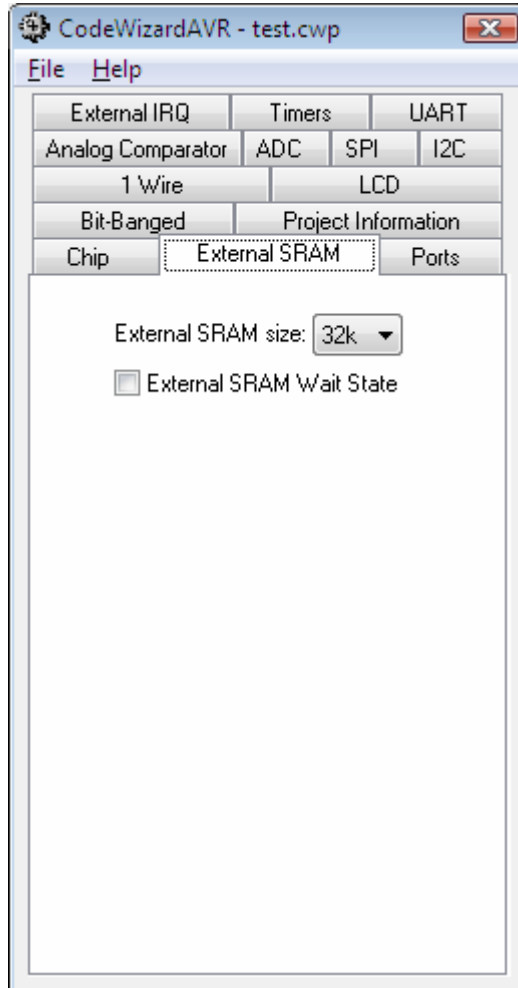 CodeWizardAVR - test.cwp
File Help
External IRQ Timers UART
Analog Comparator ADC SPI I2C
1 Wire LCD
Bit-Banged Project Information
Chip External SRAM Ports
External SRAM size: 32k
External SRAM Wait State